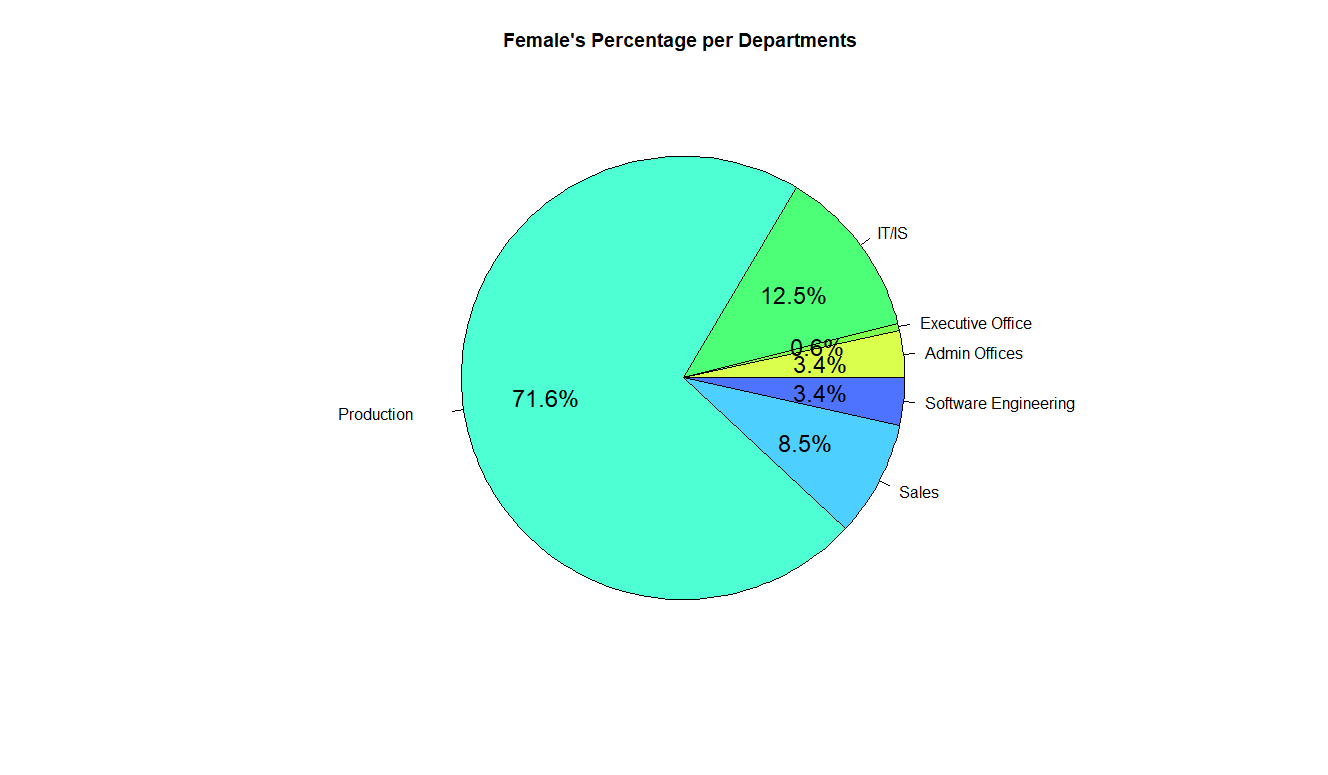 Female's Percentage per Departments
IT/IS
12.5%
Executive Office
0.6%
Admin Offices
3.4%
3.4%
Software Engineering
71.6%
Production
8.5%
Sales